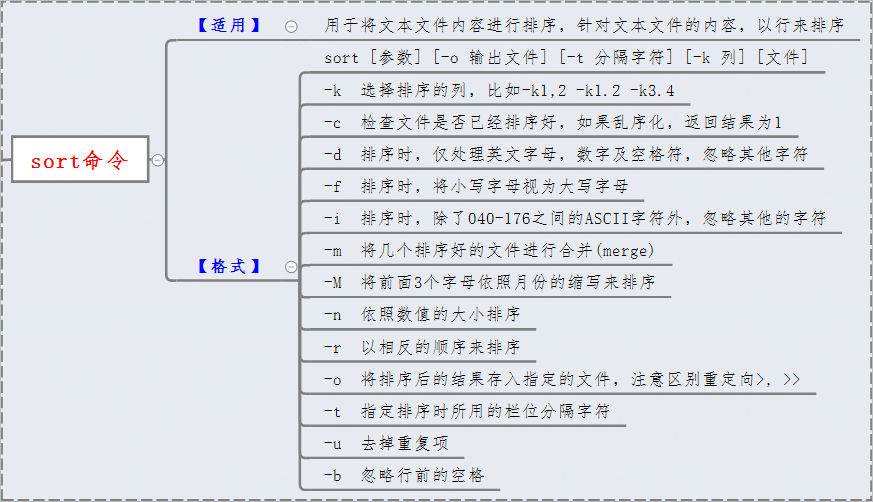 sort命令
【适用】
用于将文本文件内容进行排序，针对文本文件的内容，以行来排序
【格式】
sort [参数] [-o 输出文件] [-t 分隔字符] [-k 列] [文件]
-k 选择排序的列，比如-k1,2 -k1.2 -k3.4
-c 检查文件是否已经排序好，如果乱序化，返回结果为1
-d 排序时，仅处理英文字母，数字及空格符，忽略其他字符
-f 排序时，将小写字母视为大写字母
-i 排序时，除了040-176之间的ASCII字符外，忽略其他的字符
-m 将几个排序好的文件进行合并(merge)
-M 将前面3个字母依照月份的缩写来排序
-n 依照数值的大小排序
-r 以相反的顺序来排序
-o 将排序后的结果存入指定的文件，注意区别重定向>, >>
-t 指定排序时所用的栏位分隔字符
-u 去掉重复项
-b 忽略行前的空格